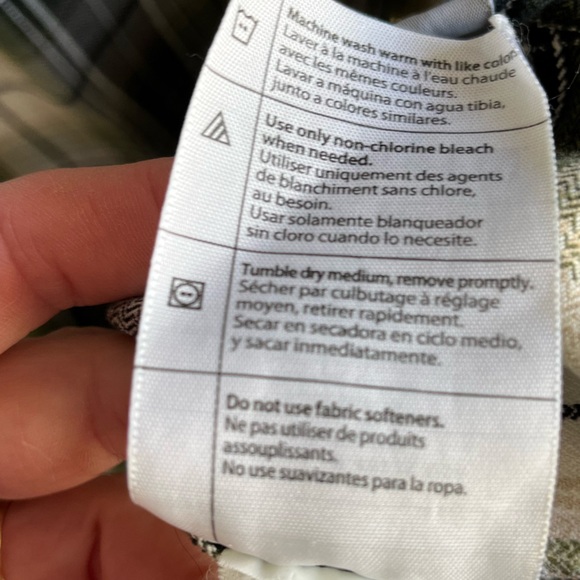 Machine wash warm with like colors
Laver à la machine à l'eau chaude
avec les mêmes couleurs.
Lavar a máquina con agua tibia,
junto a colores similares.
Use only non-chlorine bleach
when needed.
Utiliser uniquement des agents
de blanchiment sans chlore,
au besoin.
Usar solamente blanqueador
sin cloro cuando lo necesite.
Tumble dry medium, remove promptly.
Sécher par culbutage à réglage
moyen, retirer rapidement.
Secar en secadora en ciclo medio,
y sacar inmediatamente.
Do not use fabric softeners.
Ne pas utiliser de produits
assouplissants.
No use suavizantes para la ropa.